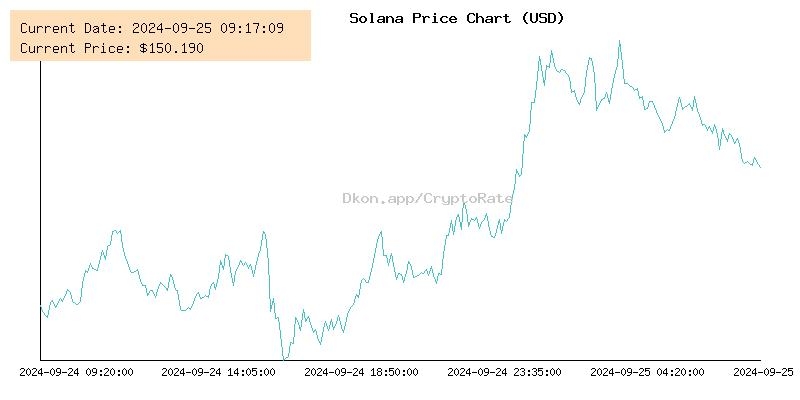 Solana Price Chart (USD)
Current Date: 2024-09-25 09:17:09
Current Price: $150.190
Dkon.app/CryptoRate
2024-09-24 09:20:00
2024-09-24 14:05:00
2024-09-24 18:50:00
2024-09-24 23:35:00
2024-09-25 04:20:00
2024-09-25